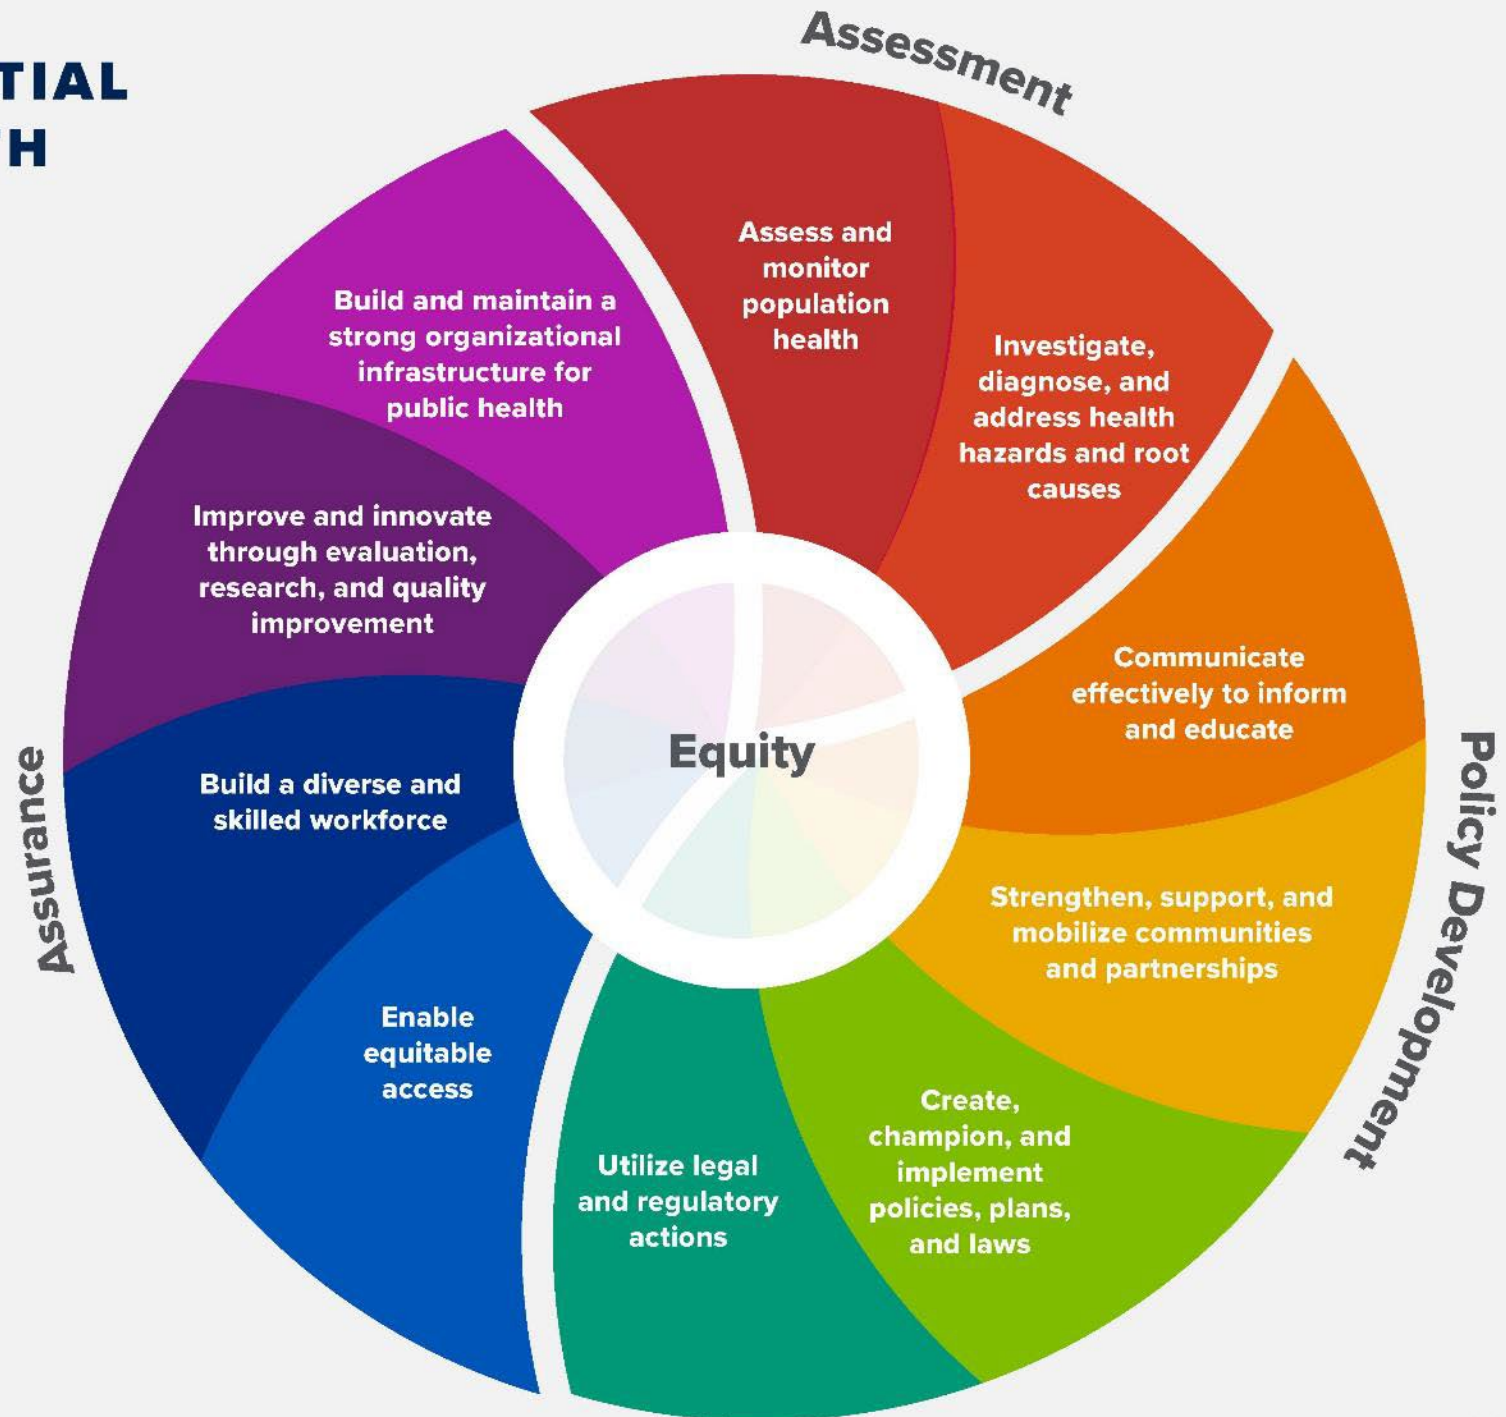 TIAL
TH
Assessment
Assess and
monitor
population
health
Investigate,
diagnose, and
address health
hazards and root
causes
Communicate
effectively to inform
and educate
Strengthen, support, and
mobilize communities
and partnerships
Create,
champion, and
implement
policies, plans,
and laws
Utilize legal
and regulatory
actions
Enable
equitable
access
Build a diverse and
skilled workforce
Improve and innovate
through evaluation,
research, and quality
improvement
Build and maintain a
strong organizational
infrastructure for
public health
Equity
Policy Development
Assurance